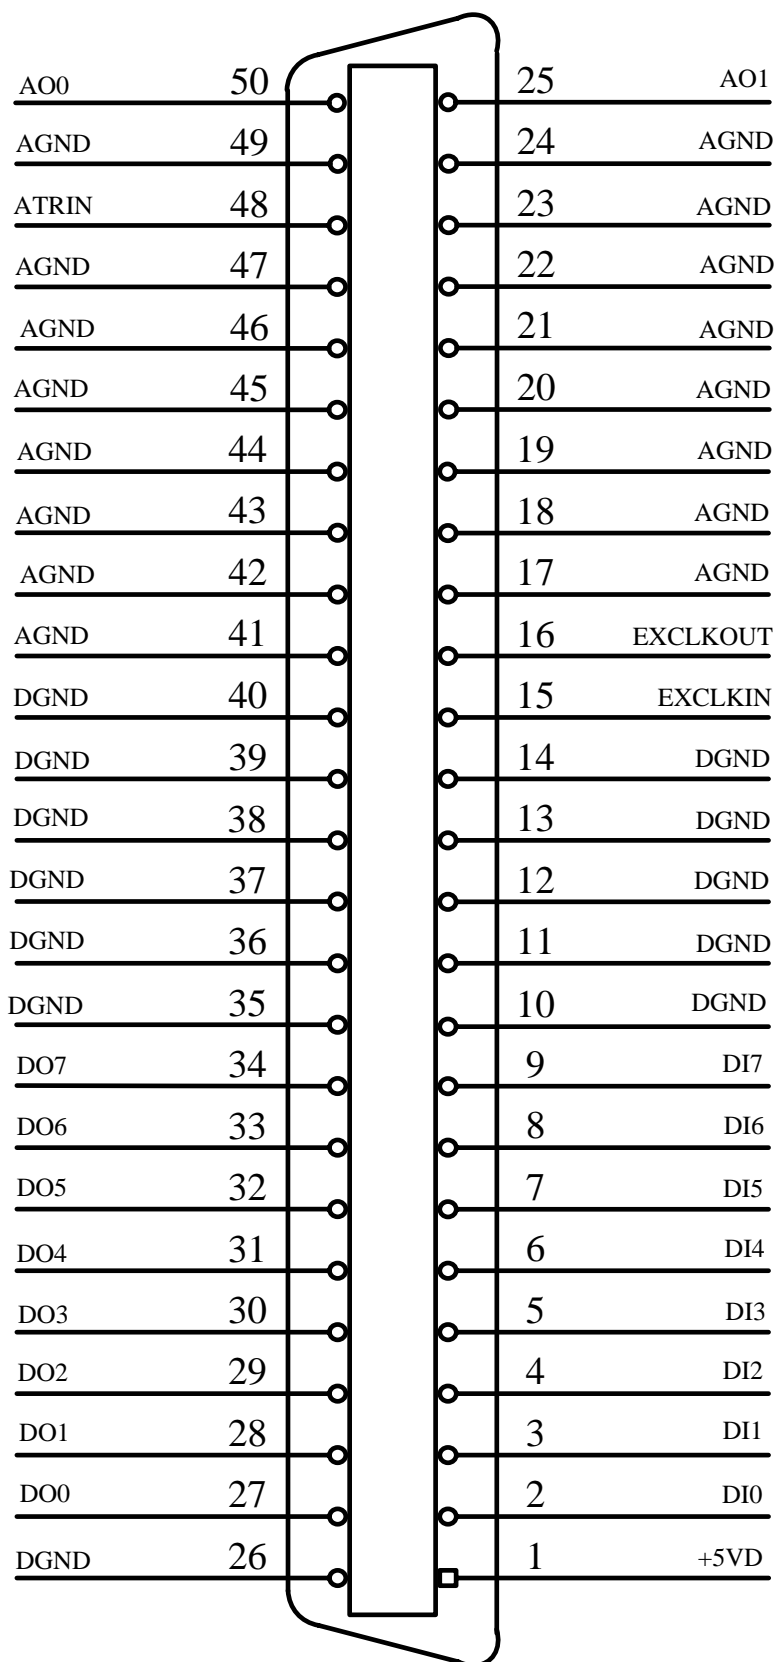 AO0 50 25 AO1
AGND 49 24 AGND
ATRIN 48 23 AGND
AGND 47 22 AGND
AGND 46 21 AGND
AGND 45 20 AGND
AGND 44 19 AGND
AGND 43 18 AGND
AGND 42 17 AGND
AGND 41 16 EXCLKOUT
DGND 40 15 EXCLKIN
DGND 39 14 DGND
DGND 38 13 DGND
DGND 37 12 DGND
DGND 36 11 DGND
DGND 35 10 DGND
DO7 34 9 DI7
DO6 33 8 DI6
DO5 32 7 DI5
DO4 31 6 DI4
DO3 30 5 DI3
DO2 29 4 DI2
DO1 28 3 DI1
DO0 27 2 DI0
DGND 26 1 +5VD